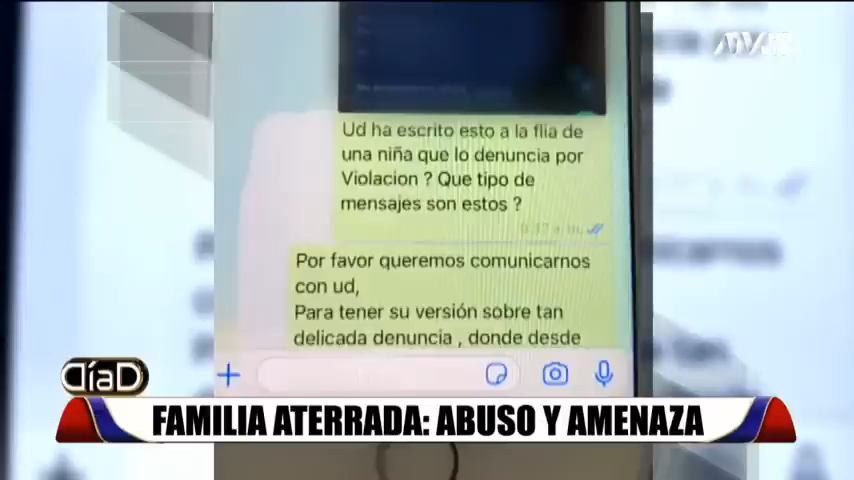 ATV
Ud ha escrito esto a la flia de
una niña que lo denuncia por
Violacion ? Que tipo de
mensajes son estos ?
Por favor queremos comunicarnos
con ud,
Para tener su versión sobre tan
delicada denuncia , donde desde
DíaD
FAMILIA ATERRADA: ABUSO Y AMENAZA